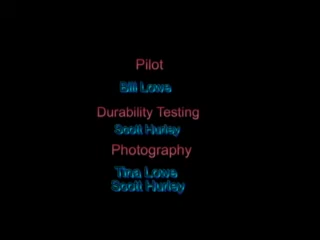 Pilot
Bill Lowe
Durability Testing
Scott Hurley
Photography
Tina Lowe
Scott Hurley